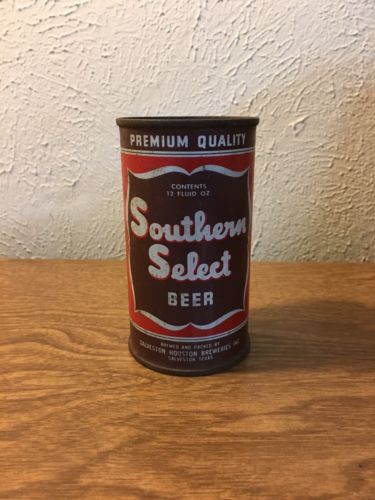 PREMIUM QUALITY
CONTENTS
12 FLUID OZ.
Southern
Select
BEER
BREWED AND PACKED BY
GALVESTON HOUSTON BREWERIES INC
GALVESTON TEXAS